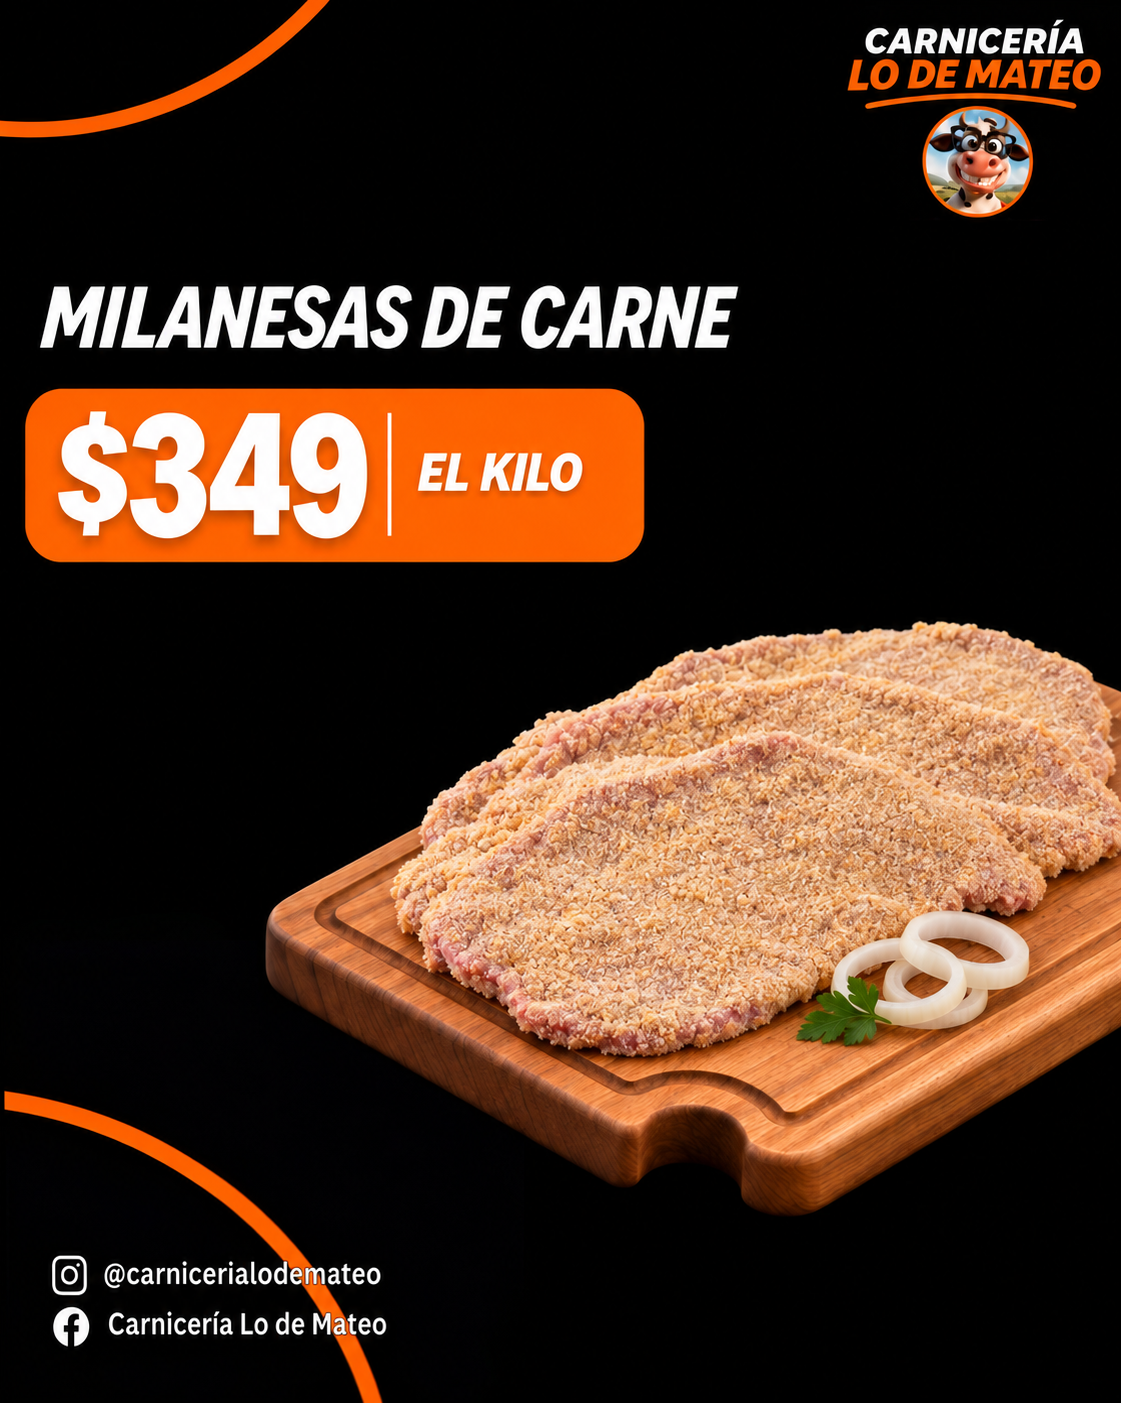 CARNICERÍA
LO DE MATEO
MILANESAS DE CARNE
$349 EL KILO
@carnicerialodemateo
Carnicería Lo de Mateo